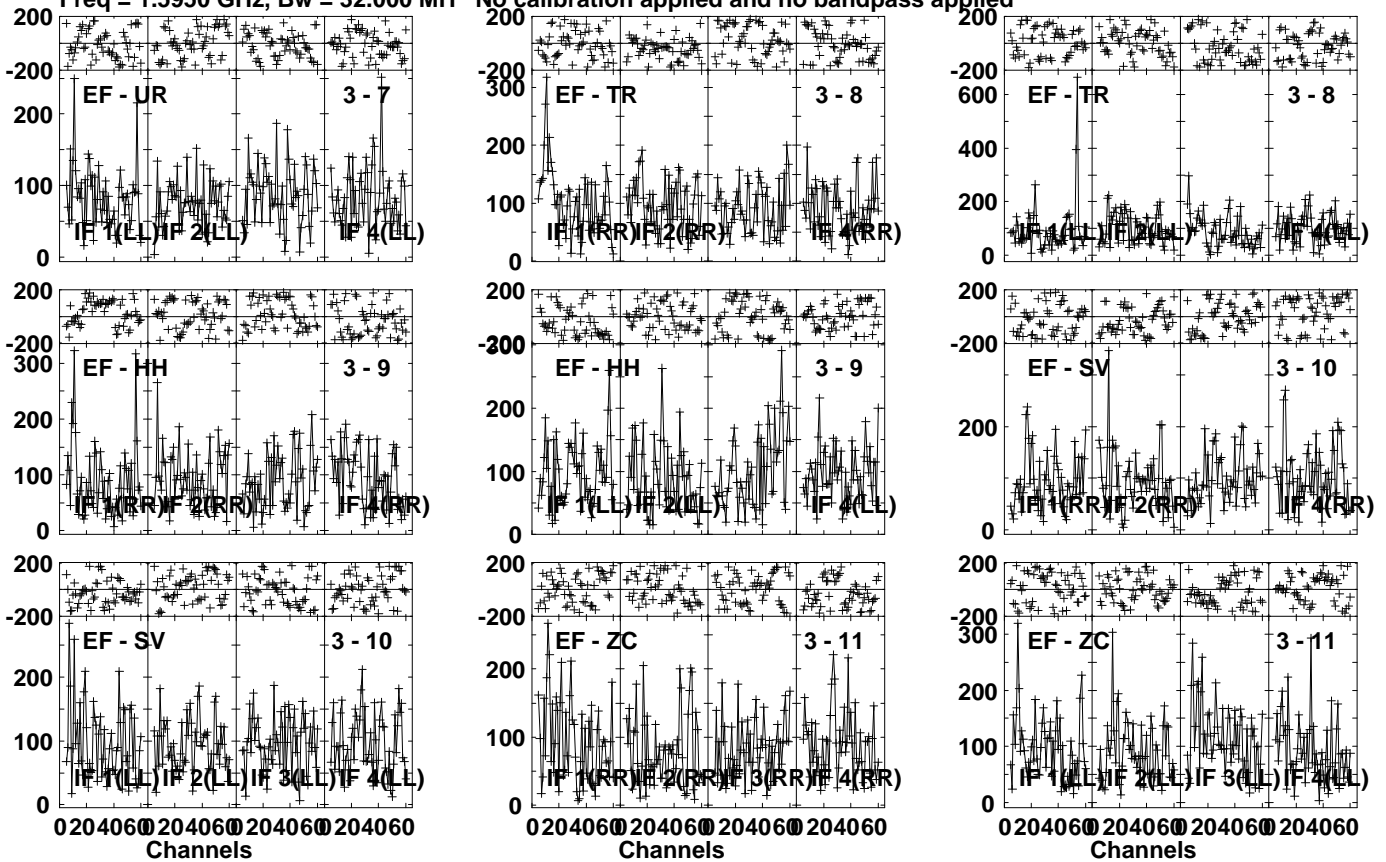 Freq = 1.5950 GHz, Bw = 32.000 MH No calibration applied and no bandpass applied
200
-200
EF - UR 3 - 7
200
100
0
IF 1(LL) IF 2(LL) IF 4(LL)
200
-200
EF - TR 3 - 8
300
200
100
0
IF 1(RR) IF 2(RR) IF 4(RR)
200
-200
EF - TR 3 - 8
600
400
200
0
IF 1(LL) IF 2(LL) IF 4(LL)
200
-200
EF - HH 3 - 9
300
200
100
0
IF 1(RR) IF 2(RR) IF 4(RR)
200
-200
300
EF - HH 3 - 9
200
100
0
IF 1(LL) IF 2(LL) IF 4(LL)
200
-200
EF - SV 3 - 10
200
0
IF 1(RR) IF 2(RR) IF 4(RR)
200
-200
EF - SV 3 - 10
200
100
0
IF 1(LL) IF 2(LL) IF 3(LL) IF 4(LL)
0 20 40 60 0 20 40 60 0 20 40 60 0 20 40 60
Channels
200
-200
EF - ZC 3 - 11
200
100
0
IF 1(RR) IF 2(RR) IF 3(RR) IF 4(RR)
0 20 40 60 0 20 40 60 0 20 40 60 0 20 40 60
Channels
200
-200
EF - ZC 3 - 11
300
200
100
0
IF 1(LL) IF 2(LL) IF 3(LL) IF 4(LL)
0 20 40 60 0 20 40 60 0 20 40 60 0 20 40 60
Channels